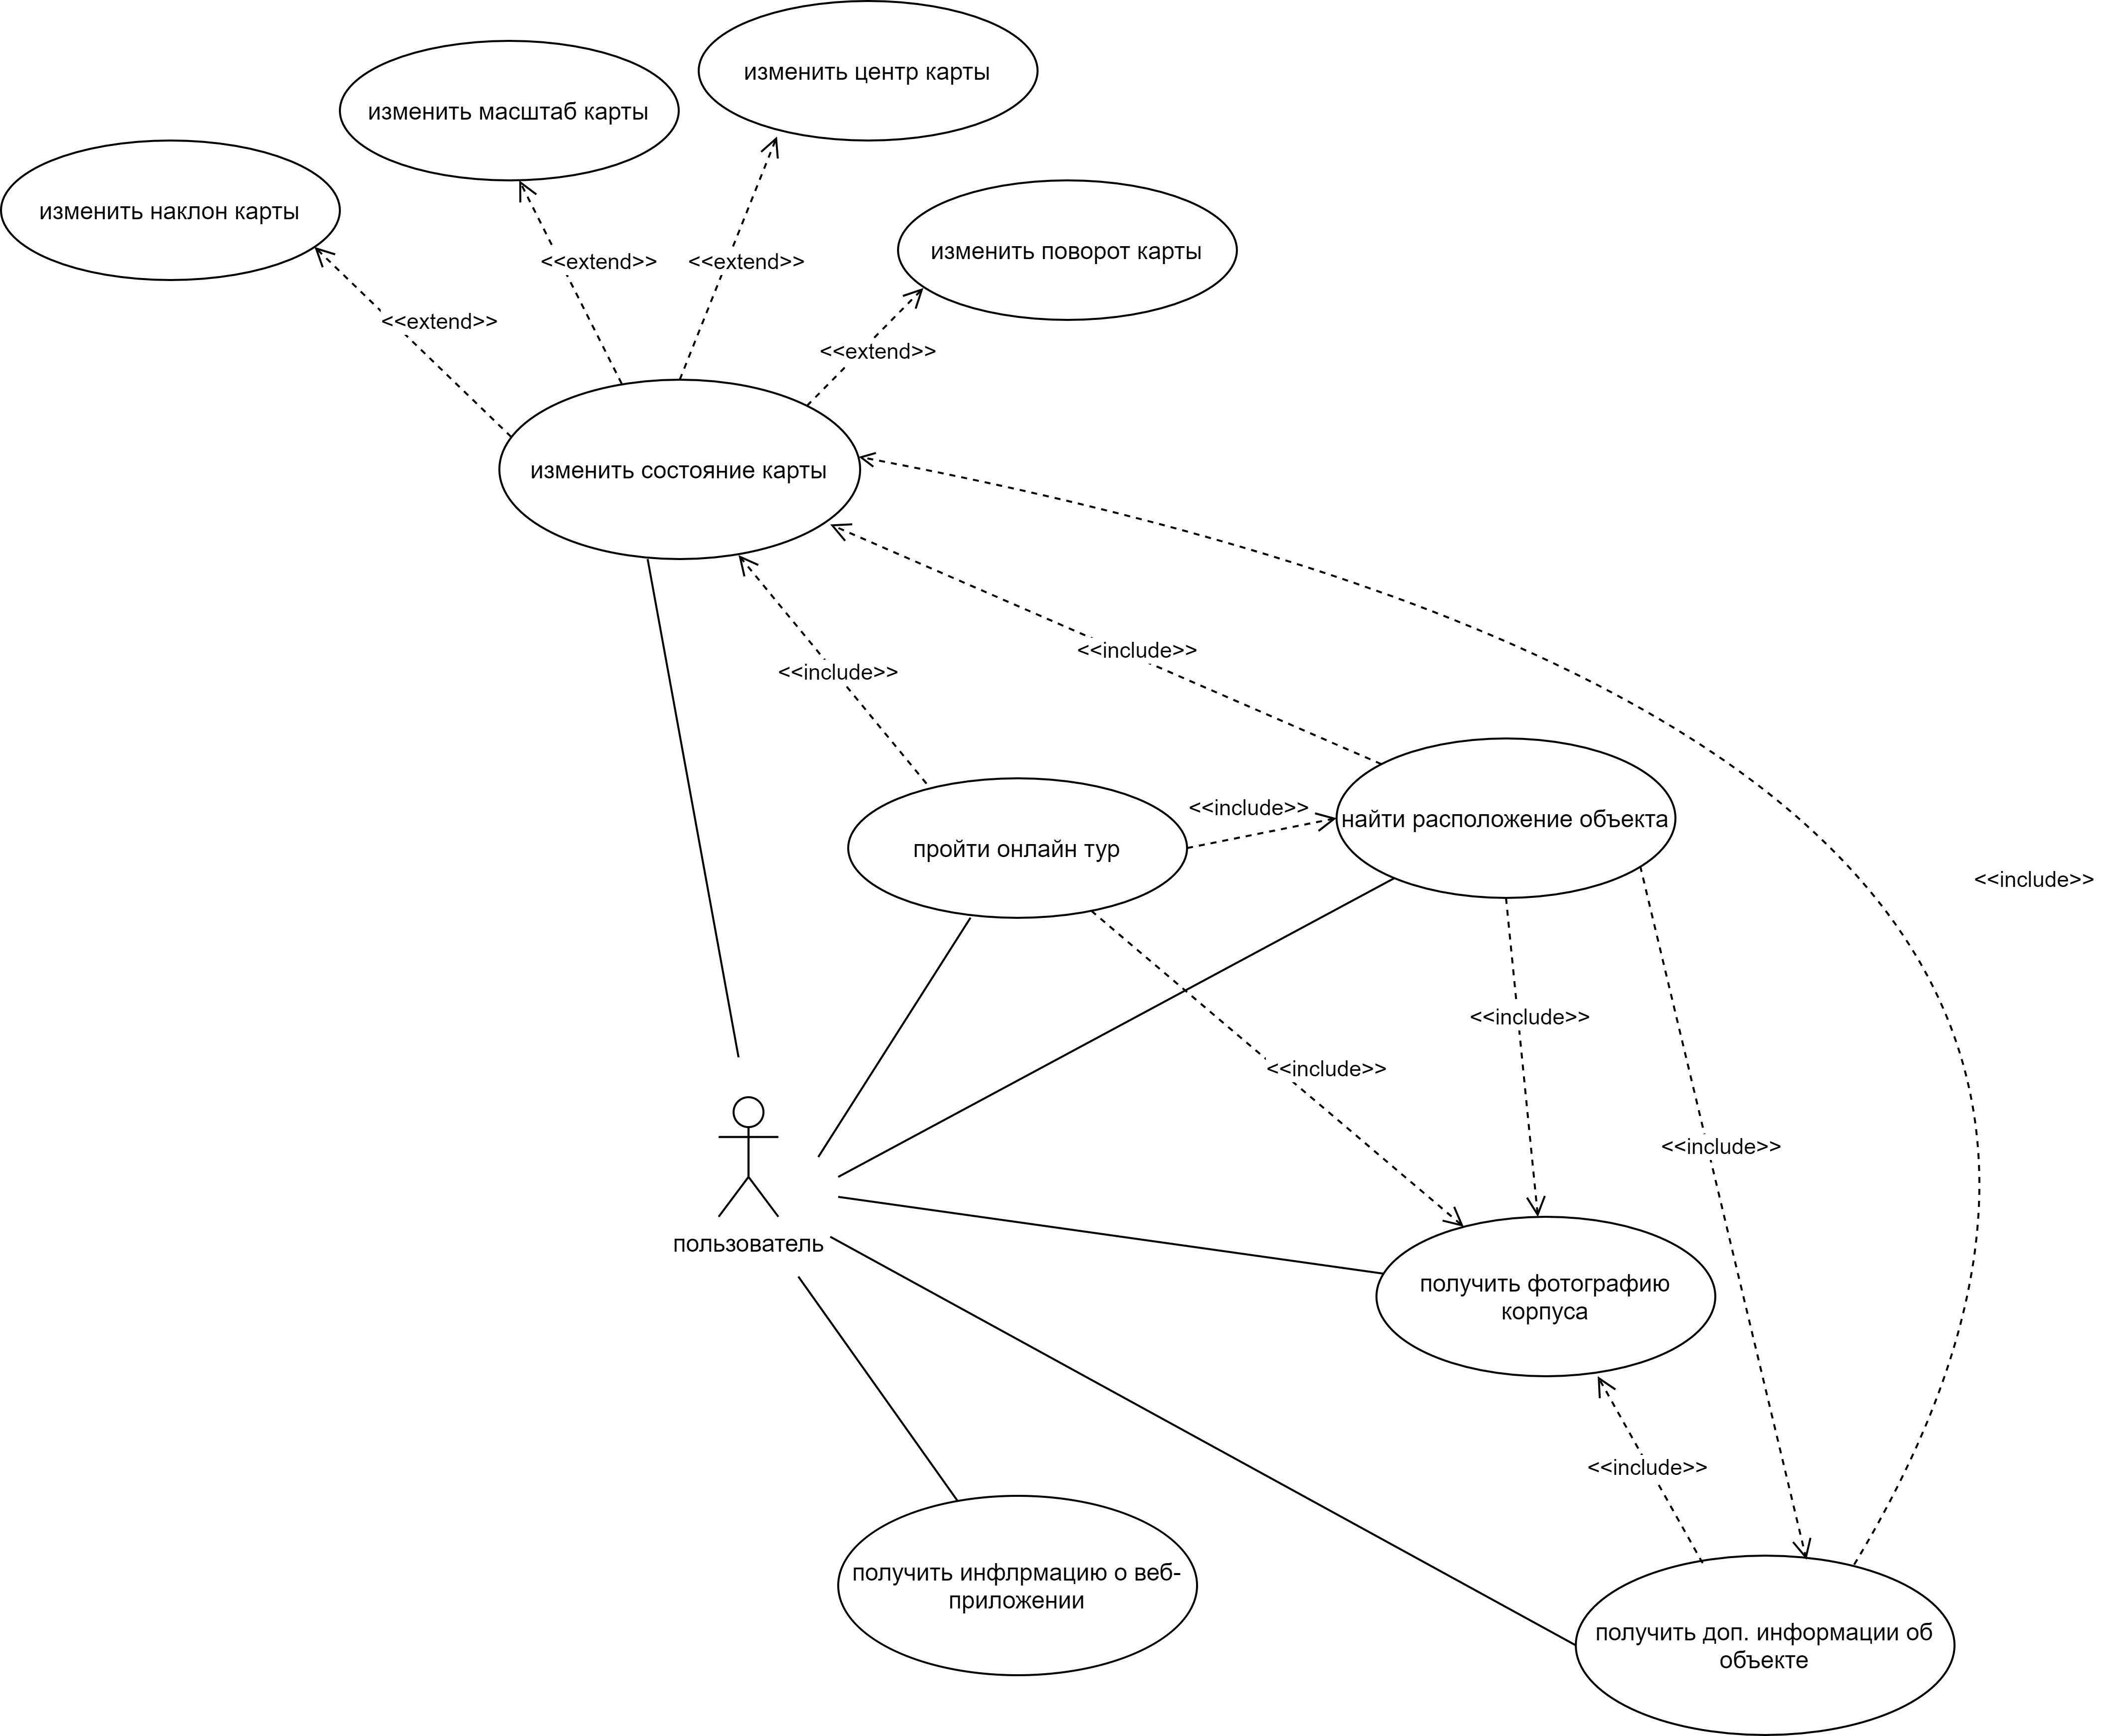 изменить центр карты
изменить масштаб карты
изменить наклон карты
изменить поворот карты
<<extend>>
<<extend>>
<<extend>>
<<extend>>
изменить состояние карты
<<include>>
<<include>>
<<include>>
найти расположение объекта
пройти онлайн тур
<<include>>
<<include>>
<<include>>
<<include>>
пользователь
получить фотографию
корпуса
<<include>>
получить инфлрмацию о веб-
приложении
получить доп. информации об
объекте